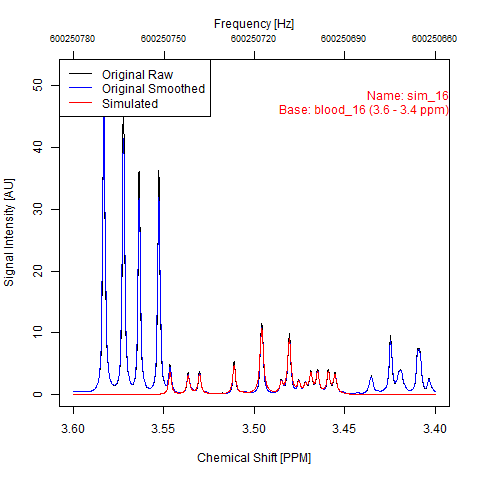 Frequency [Hz]
600250780 600250750 600250720 600250690 600250660
Original Raw
Original Smoothed
Simulated
Name: sim_16
Base: blood_16 (3.6 - 3.4 ppm)
Signal Intensity [AU]
50
40
30
20
10
0
3.60 3.55 3.50 3.45 3.40
Chemical Shift [PPM]